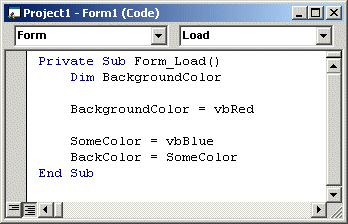 Project1 - Form1 (Code)
Form Load
Private Sub Form_Load()
    Dim BackgroundColor
    BackgroundColor = vbRed
    SomeColor = vbBlue
    BackColor = SomeColor
End Sub